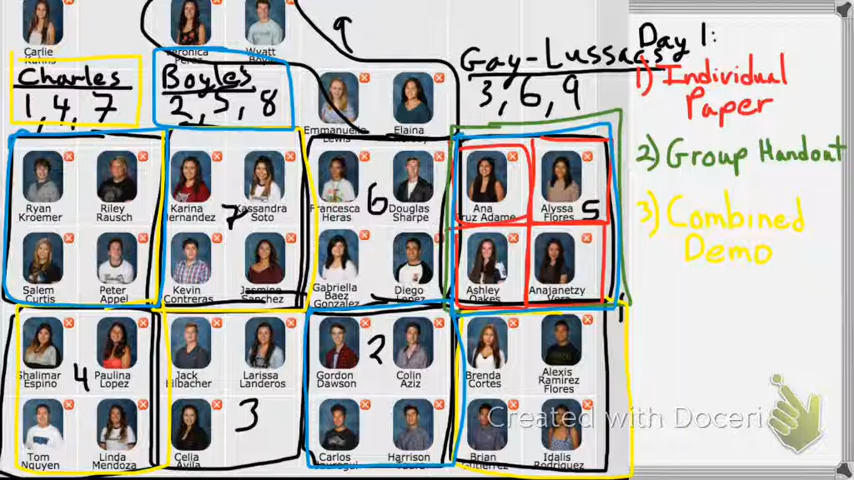 Carlie
Veronica
Wyatt
9
Gay-Lussacs
3, 6, 9
Day 1:
1) Individual
Paper
2) Group Handout
3) Combined
Demo
Charles
1, 4, 7
Boyles
2, 5, 8
Emmanuelle
Lewis
Elaina
Ryan
Kroemer
Riley
Rausch
Karina
Hernandez
Kassandra
Soto
7
Francesca
Heras
6
Douglas
Sharpe
Ana
Cruz Adame
Alyssa
Flores
5
Salem
Curtis
Peter
Appel
Kevin
Contreras
Jasmine
Sanchez
Gabriella
Baez
Gonzalez
Diego
Lopez
Ashley
Oakes
Anajanetzy
Vera
1
Shalimar
Espino
4
Paulina
Lopez
Jack
Larissa
Landeros
3
Gordon
Dawson
2
Colin
Aziz
Brenda
Cortes
Alexis
Ramirez
Flores
Tom
Nguyen
Linda
Mendoza
Celia
Avila
Carlos
Harrison
Brian
Gutierrez
Idalis
Rodriguez
Created with Doceri